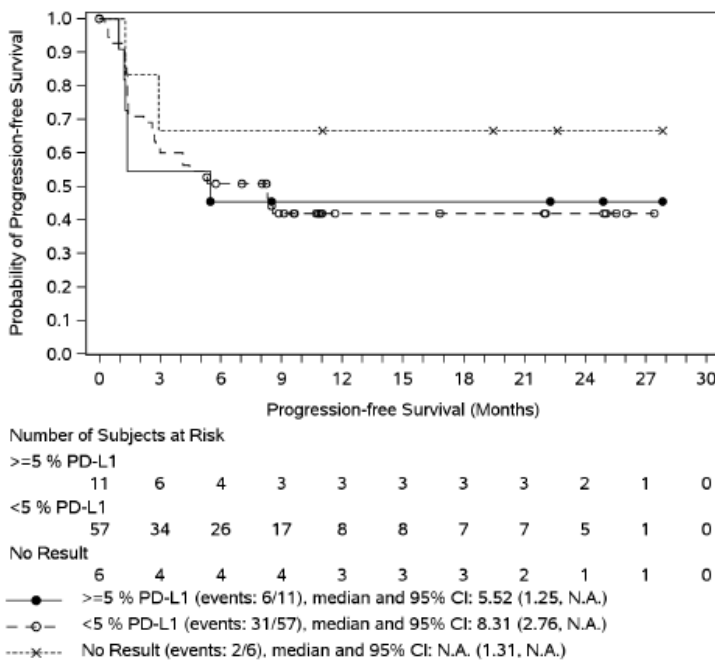 1.0
0.9
0.8
0.7
0.6
0.5
0.4
0.3
0.2
0.1
0.0
Probability of Progression-free Survival
0 3 6 9 12 15 18 21 24 27 30
Progression-free Survival (Months)
Number of Subjects at Risk
>=5 % PD-L1
11 6 4 3 3 3 3 3 2 1 0
<5 % PD-L1
57 34 26 17 8 8 7 7 5 1 0
No Result
6 4 4 4 3 3 3 2 1 1 0
>=5 % PD-L1 (events: 6/11), median and 95% CI: 5.52 (1.25, N.A.)
<5 % PD-L1 (events: 31/57), median and 95% CI: 8.31 (2.76, N.A.)
No Result (events: 2/6), median and 95% CI: N.A. (1.31, N.A.)